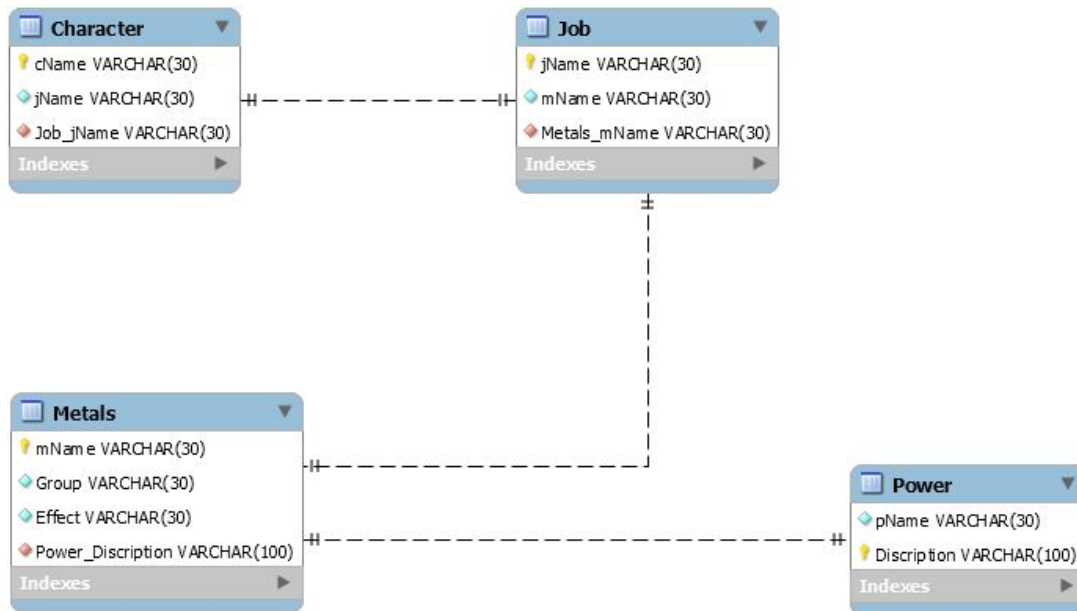 Character
cName VARCHAR(30)
jName VARCHAR(30)
Job_jName VARCHAR(30)
Indexes
Job
jName VARCHAR(30)
mName VARCHAR(30)
Metals_mName VARCHAR(30)
Indexes
Metals
mName VARCHAR(30)
Group VARCHAR(30)
Effect VARCHAR(30)
Power_Discription VARCHAR(100)
Indexes
Power
pName VARCHAR(30)
Discription VARCHAR(100)
Indexes